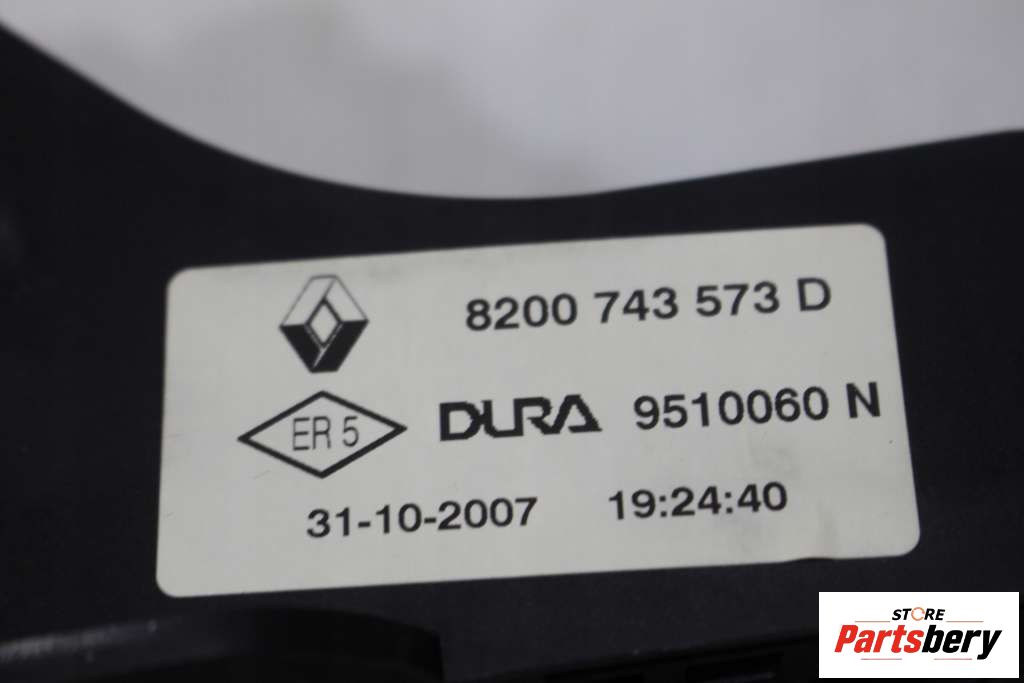 8200 743 573 D
ER 5 DURA 9510060 N
31-10-2007 19:24:40
STORE
Partsbery